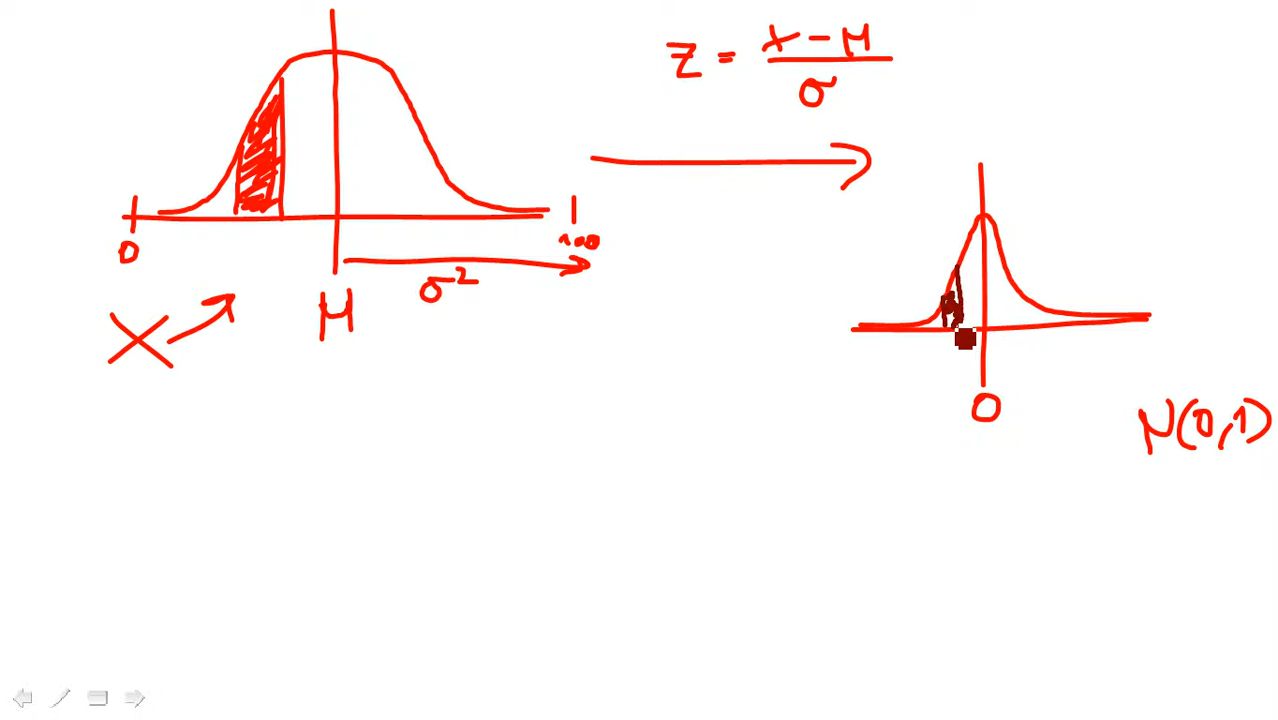 Z = x - μ
σ
0
100
σ²
X
μ
0
N(0,1)